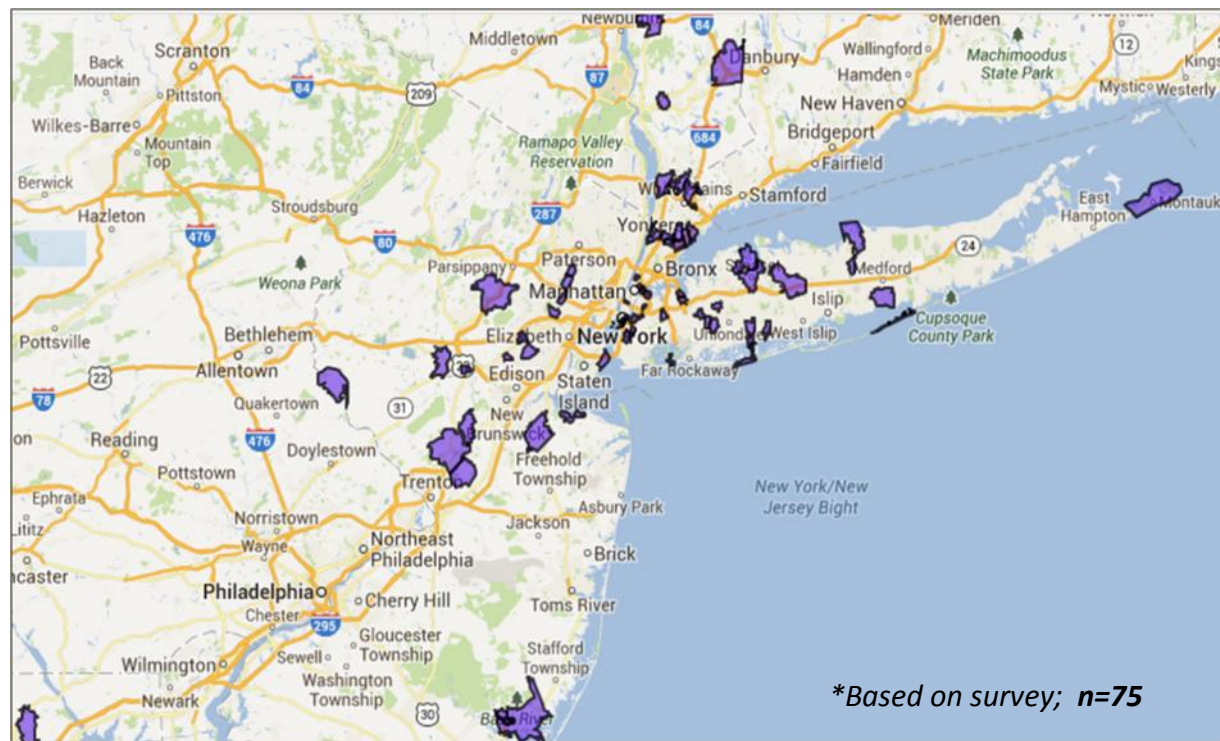 Newbur
84
Meriden
Middletown
Wallingford
Machimoodus
State Park
12
Scranton
Back
Mountain
87
Danbury
Hamden
Kings
Pittston
84
209
Mystic
Westerly
New Haven
Wilkes-Barre
Mountain
Top
Ramapo Valley
Reservation
684
Bridgeport
Fairfield
Berwick
Stroudsburg
287
Stamford
East
Hampton
Montauk
Hazleton
476
80
Yonkers
24
Parsippany
Paterson
Bronx
Medford
Weona Park
Manhattan
Islip
Cupsoque
County Park
Pottsville
Bethlehem
Elizabeth
New York
West Islip
Allentown
22
Edison
Staten
Island
Far Rockaway
78
Quakertown
31
New
Brunswick
on
Reading
476
Doylestown
Freehold
Township
Pottstown
Trenton
New York/New
Jersey Bight
Ephrata
Asbury Park
Norristown
Jackson
Lititz
Wayne
Northeast
Philadelphia
Brick
ncaster
Philadelphia
Cherry Hill
Toms River
Chester
295
Gloucester
Township
Stafford
Township
Wilmington
Sewell
Washington
Township
Newark
30
*Based on survey; n=75